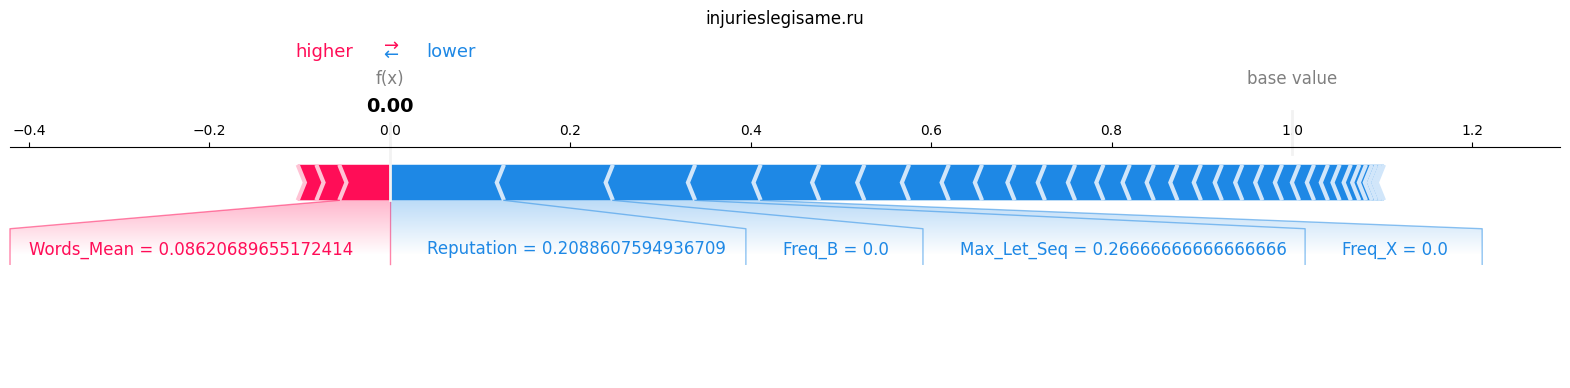 injurieslegisame.ru
higher → ← lower
f(x) base value
0.00
−0.4 −0.2 0 0 0.2 0.4 0.6 0.8 1 0 1.2
Words_Mean = 0.08620689655172414 Reputation = 0.2088607594936709 Freq_B = 0.0 Max_Let_Seq = 0.26666666666666666 Freq_X = 0.0